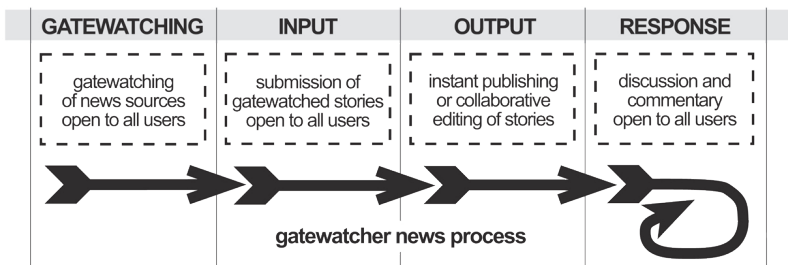 GATEWATCHING
INPUT
OUTPUT
RESPONSE
gatewatching
of news sources
open to all users
submission of
gatewatched stories
open to all users
instant publishing
or collaborative
editing of stories
discussion and
commentary
open to all users
gatewatcher news process